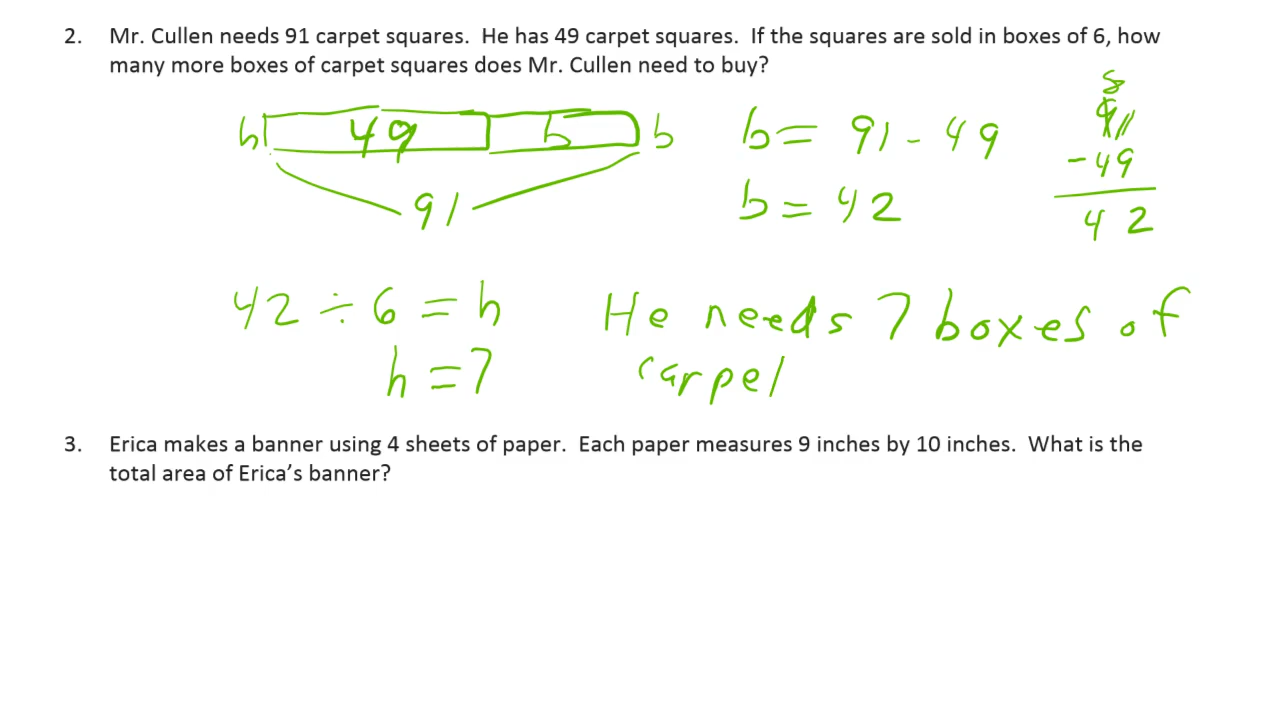 2. Mr. Cullen needs 91 carpet squares. He has 49 carpet squares. If the squares are sold in boxes of 6, how
many more boxes of carpet squares does Mr. Cullen need to buy?
8
h 49 b b b = 91 - 49 91
-49
91 b = 42 42
42 ÷ 6 = h He needs 7 boxes of
h = 7 carpet
3. Erica makes a banner using 4 sheets of paper. Each paper measures 9 inches by 10 inches. What is the
total area of Erica's banner?